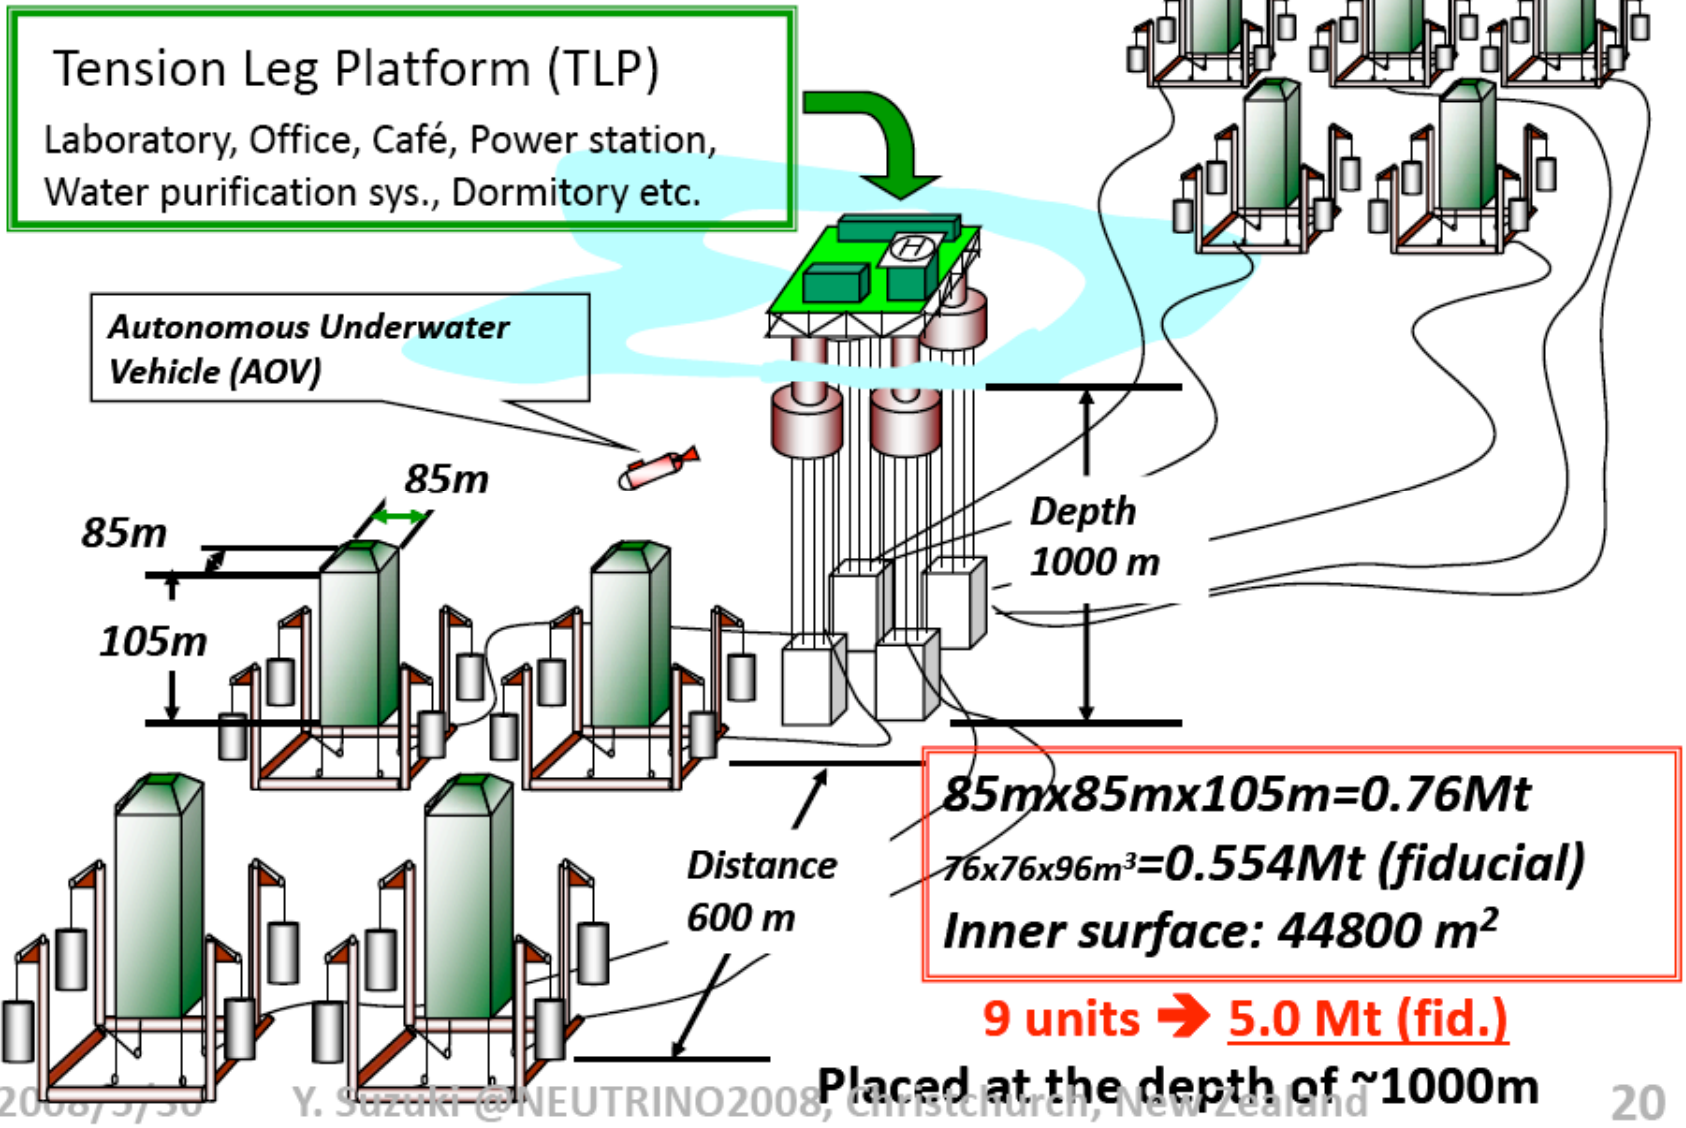 Tension Leg Platform (TLP)
Laboratory, Office, Café, Power station,
Water purification sys., Dormitory etc.
H
Autonomous Underwater
Vehicle (AOV)
85m
85m
105m
Depth
1000 m
Distance
600 m
85mx85mx105m=0.76Mt
76x76x96m³=0.554Mt (fiducial)
Inner surface: 44800 m²
9 units ➔ 5.0 Mt (fid.)
Placed at the depth of ~1000m
2008/5/30 Y. Suzuki @NEUTRINO2008, Christchurch, New Zealand 20